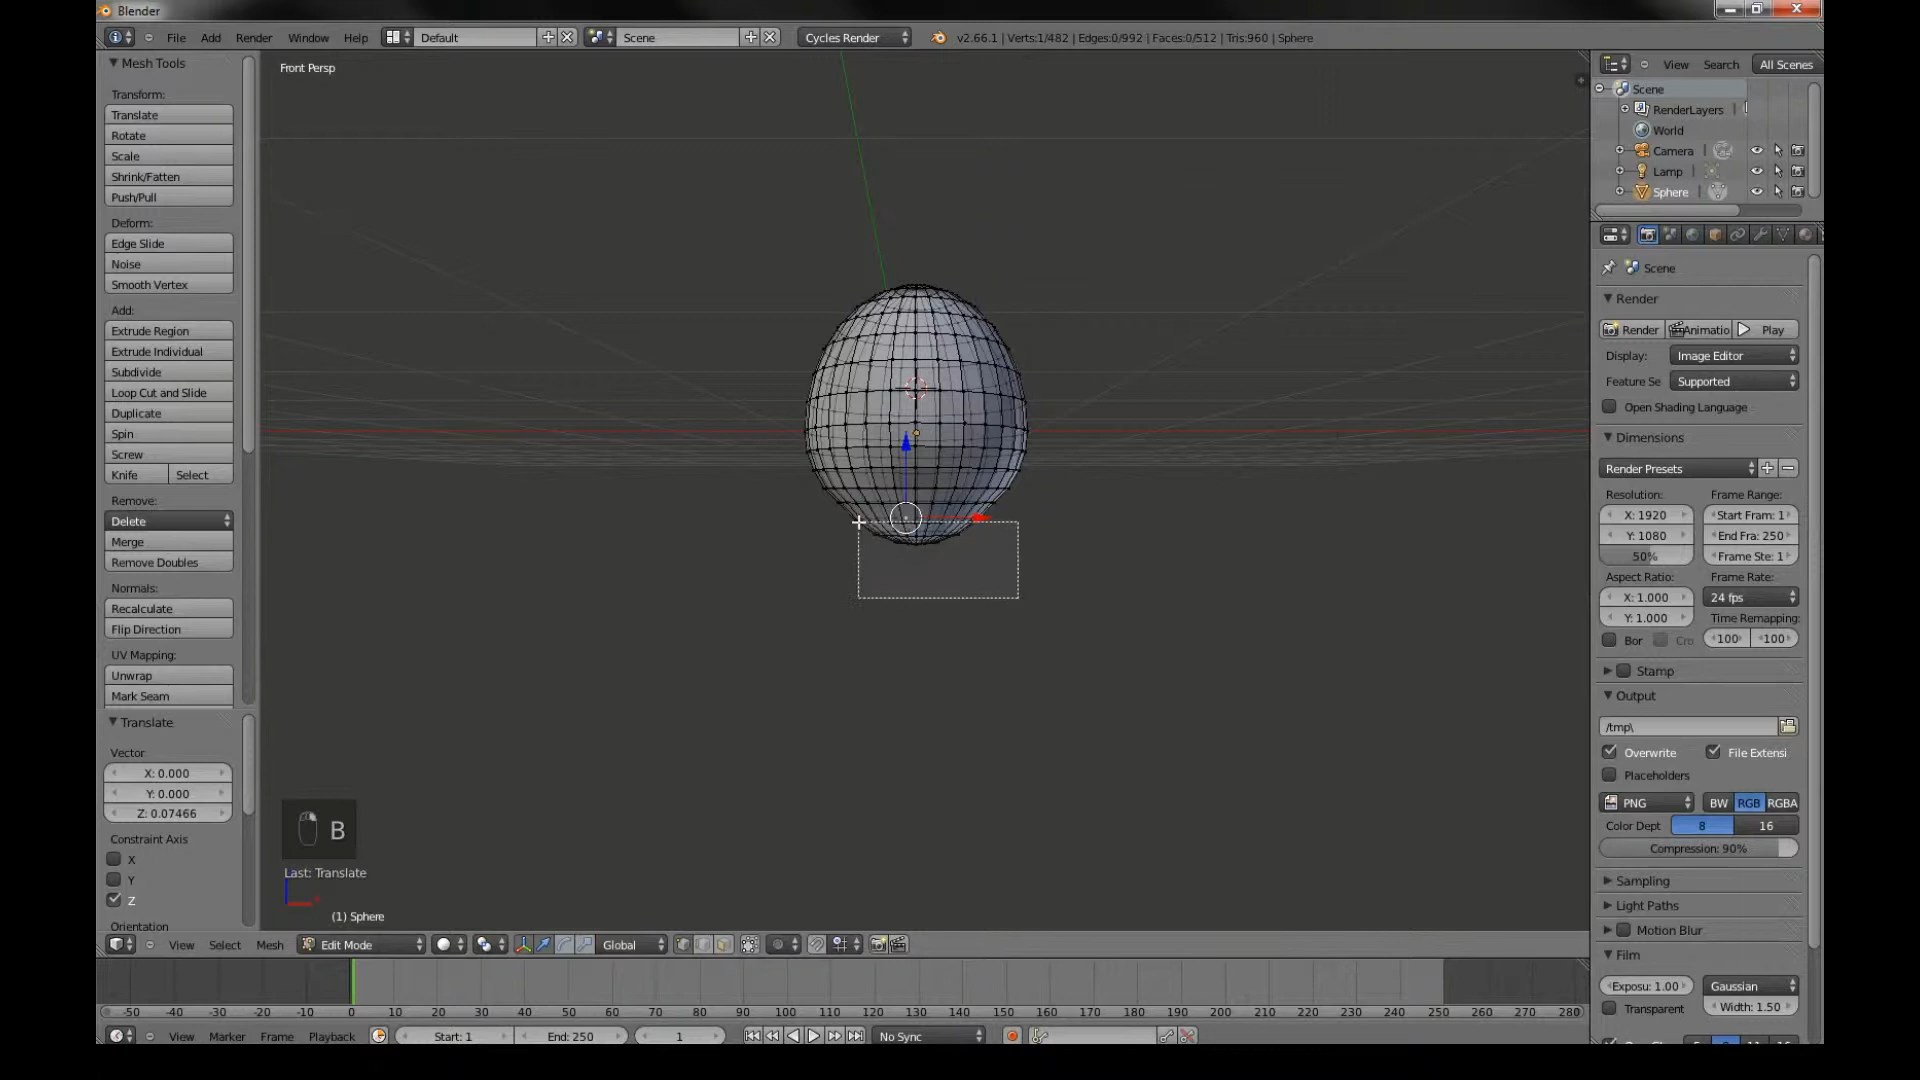 Blender
File Add Render Window Help Default Scene Cycles Render v2.66.1 | Verts:1/482 | Edges:0/992 | Faces:0/512 | Tris:960 | Sphere
Mesh Tools
Transform:
Translate
Rotate
Scale
Shrink/Fatten
Push/Pull
Deform:
Edge Slide
Noise
Smooth Vertex
Add:
Extrude Region
Extrude Individual
Subdivide
Loop Cut and Slide
Duplicate
Spin
Screw
Knife Select
Remove:
Delete
Merge
Remove Doubles
Normals:
Recalculate
Flip Direction
UV Mapping:
Unwrap
Mark Seam
Translate
Vector
X: 0.000
Y: 0.000
Z: 0.07466
Constraint Axis
X
Y
Z
Orientation
Front Persp
B
Last: Translate
(1) Sphere
View Select Mesh Edit Mode Global
-50 -40 -30 -20 -10 0 10 20 30 40 50 60 70 80 90 100 110 120 130 140 150 160 170 180 190 200 210 220 230 240 250 260 270 280
View Marker Frame Playback Start: 1 End: 250 1 No Sync
View Search All Scenes
Scene
RenderLayers
World
Camera
Lamp
Sphere
Scene
Render
Render Animatio Play
Display: Image Editor
Feature Se Supported
Open Shading Language
Dimensions
Render Presets
Resolution: Frame Range:
X: 1920 Start Fram: 1
Y: 1080 End Fra: 250
50% Frame Ste: 1
Aspect Ratio: Frame Rate:
X: 1.000 24 fps
Y: 1.000 Time Remapping:
Bor Cro 100 100
Stamp
Output
/tmp\
Overwrite File Extensi
Placeholders
PNG BW RGB RGBA
Color Dept 8 16
Compression: 90%
Sampling
Light Paths
Motion Blur
Film
Exposu: 1.00 Gaussian
Transparent Width: 1.50